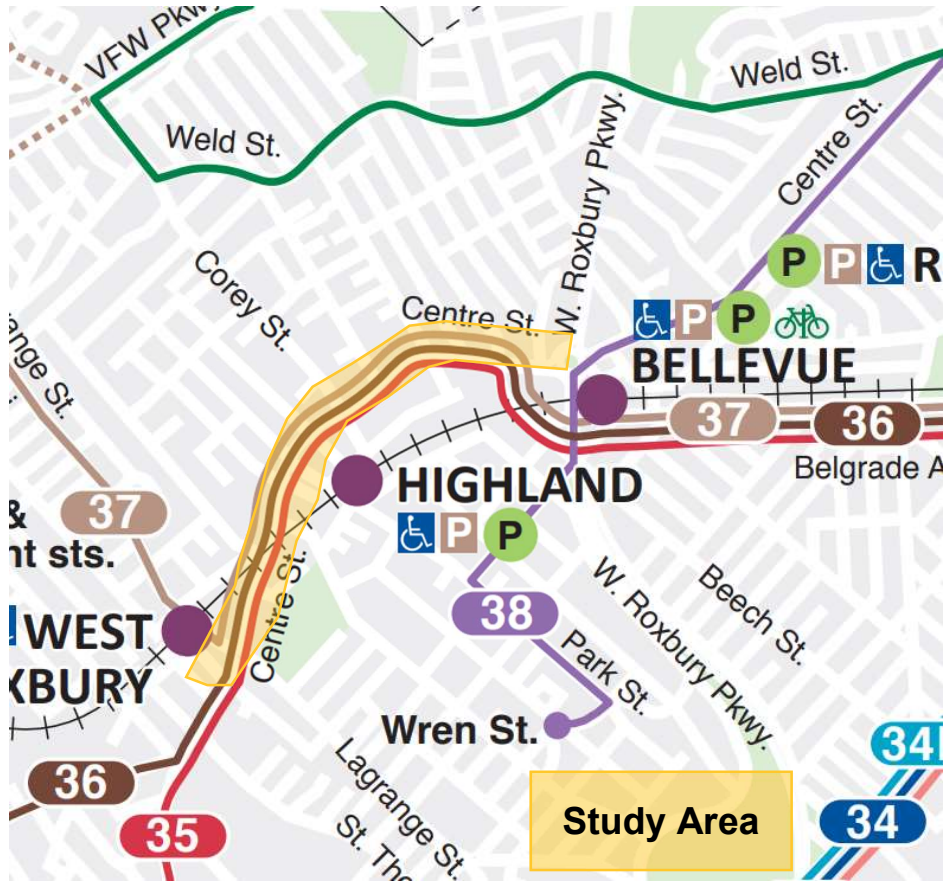 VFW Pkwy
Weld St.
Weld St.
Centre St.
W. Roxbury Pkwy.
Corey St.
Centre St.
P
P
R
P
P
BELLEVUE
ange St.
37
36
Belgrade A
HIGHLAND
P
P
37
&
nt sts.
Centre St.
38
W. Roxbury Pkwy.
Beech St.
Park St.
WEST
XBURY
Wren St.
36
35
Lagrange St.
St. The
Study Area
34
34